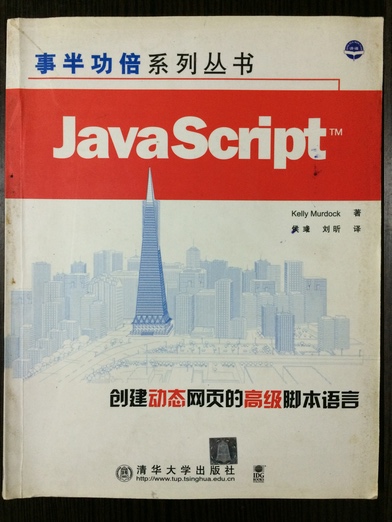 事半功倍系列丛书
JavaScript™
Kelly Murdock 著
刘昕 译
创建动态网页的高级脚本语言
清华大学出版社
http://www.tup.tsinghua.edu.cn